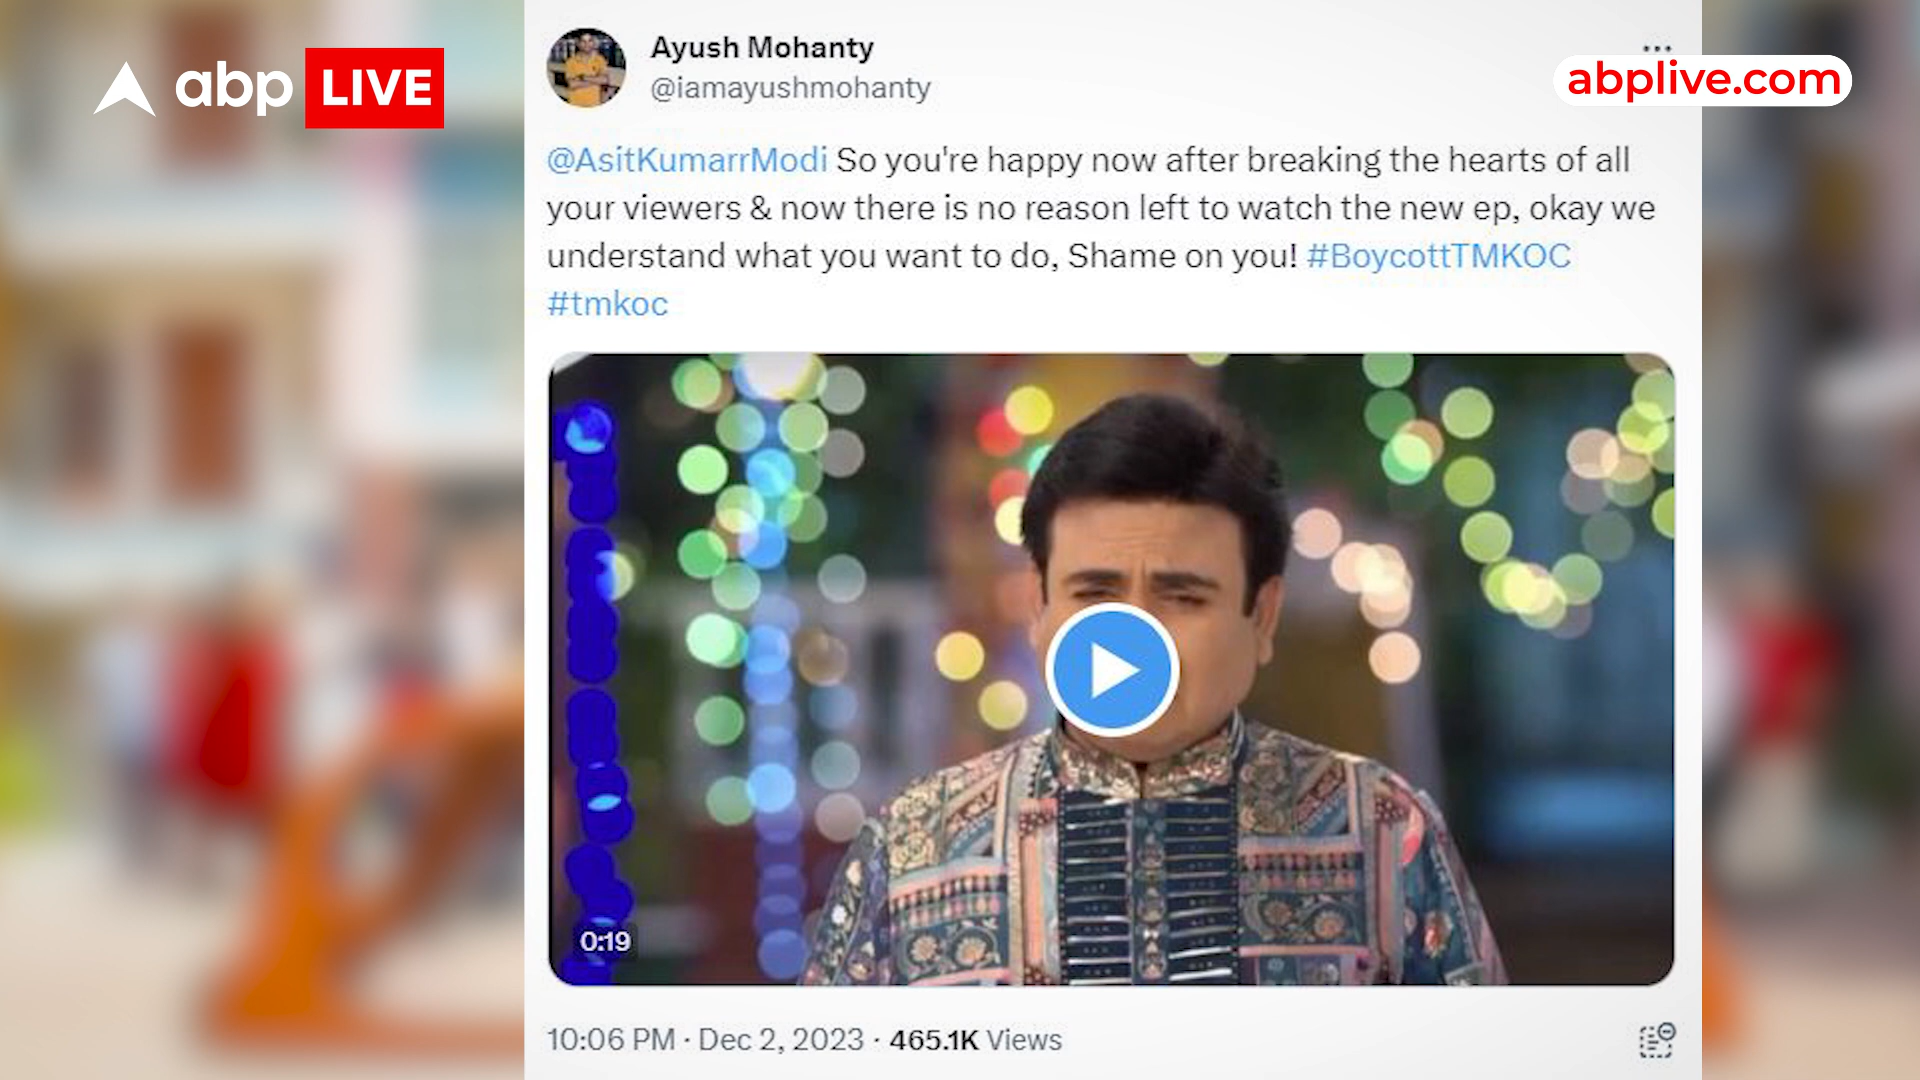 abp LIVE
abplive.com
Ayush Mohanty
@iamayushmohanty
@AsitKumarrModi So you're happy now after breaking the hearts of all
your viewers & now there is no reason left to watch the new ep, okay we
understand what you want to do, Shame on you! #BoycottTMKOC
#tmkoc
0:19
10:06 PM · Dec 2, 2023 · 465.1K Views